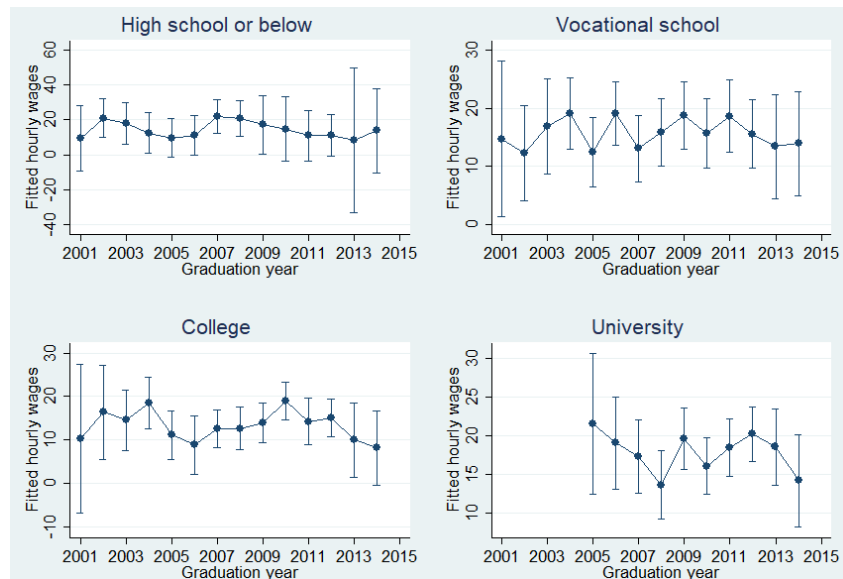 High school or below
Fitted hourly wages
60
40
20
0
-20
-40
2001 2003 2005 2007 2009 2011 2013 2015
Graduation year
Vocational school
Fitted hourly wages
30
20
10
0
2001 2003 2005 2007 2009 2011 2013 2015
Graduation year
College
Fitted hourly wages
30
20
10
0
-10
2001 2003 2005 2007 2009 2011 2013 2015
Graduation year
University
Fitted hourly wages
30
25
20
15
10
2001 2003 2005 2007 2009 2011 2013 2015
Graduation year